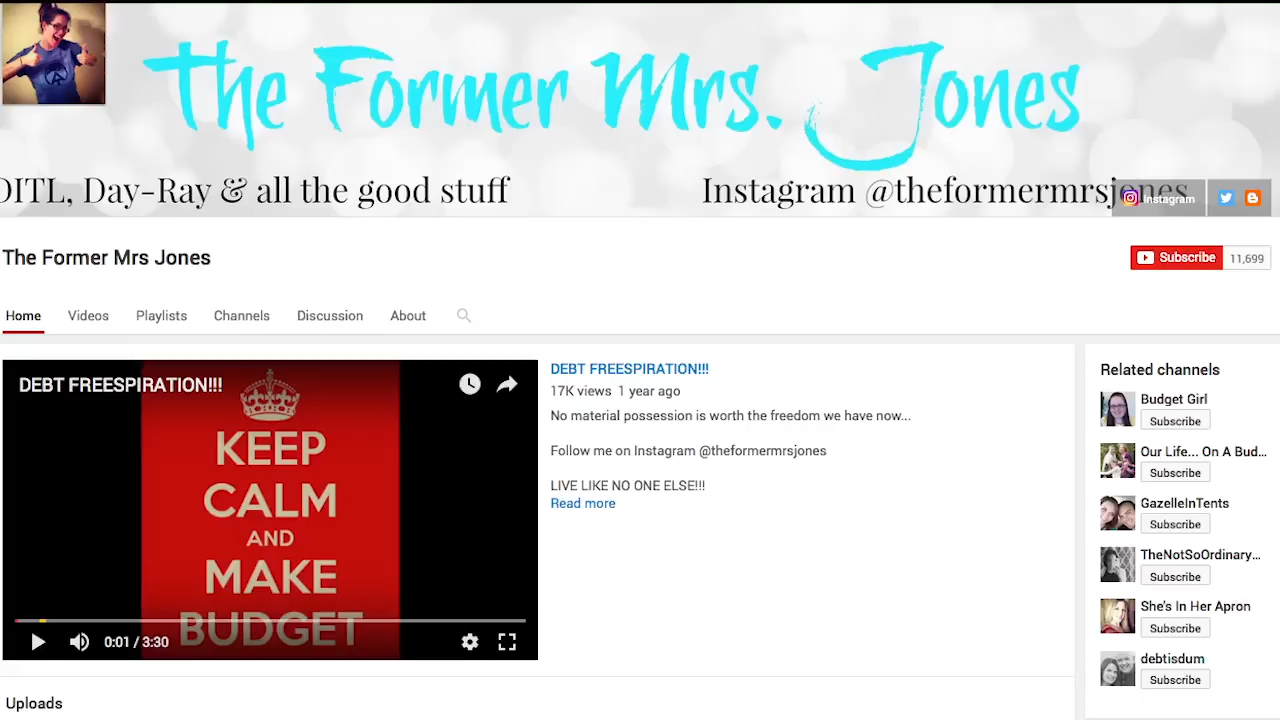 The Former Mrs. Jones
DITL, Day-Ray & all the good stuff
Instagram @theformermrsjones
Instagram
The Former Mrs Jones
Subscribe 11,699
Home Videos Playlists Channels Discussion About
DEBT FREESPIRATION!!!
KEEP
CALM
AND
MAKE
BUDGET
0:01 / 3:30
DEBT FREESPIRATION!!!
17K views 1 year ago
No material possession is worth the freedom we have now...
Follow me on Instagram @theformermrsjones
LIVE LIKE NO ONE ELSE!!!
Read more
Related channels
Budget Girl
Subscribe
Our Life... On A Bud...
Subscribe
GazelleInTents
Subscribe
TheNotSoOrdinary...
Subscribe
She's In Her Apron
Subscribe
debtisdum
Subscribe
Uploads